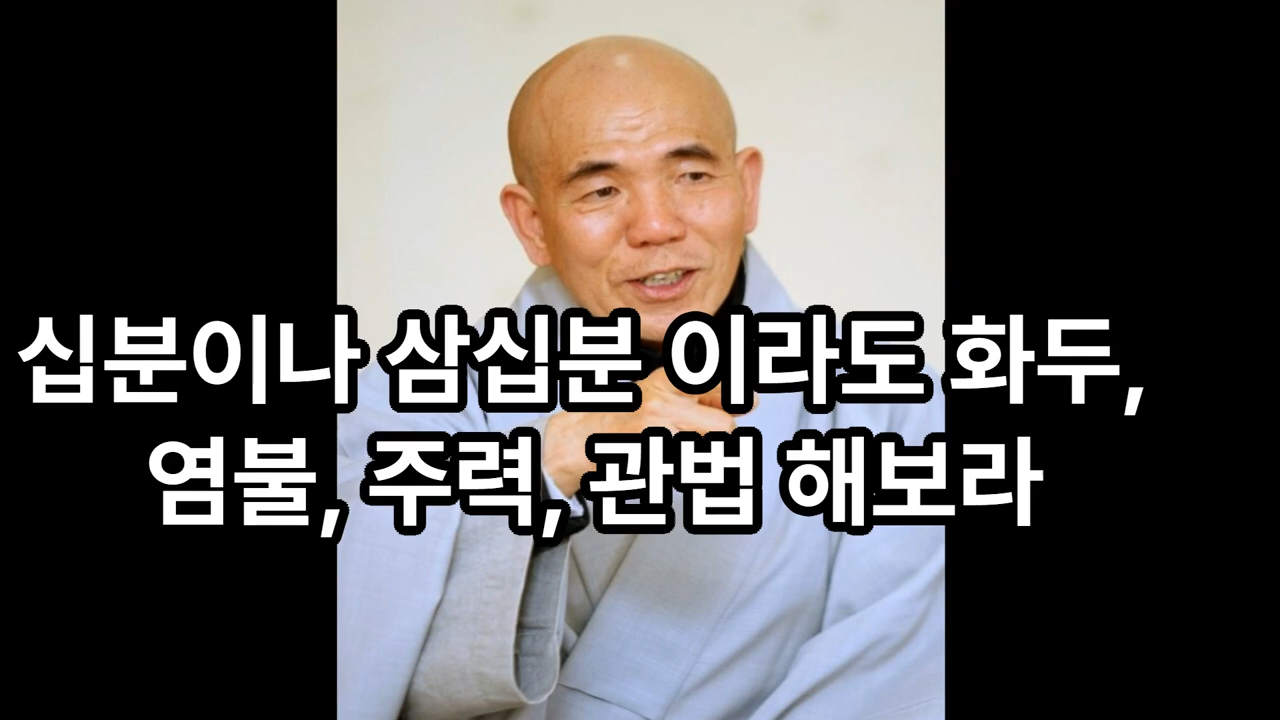 십분이나 삼십분 이라도 화두,
염불, 주력, 관법 해보라